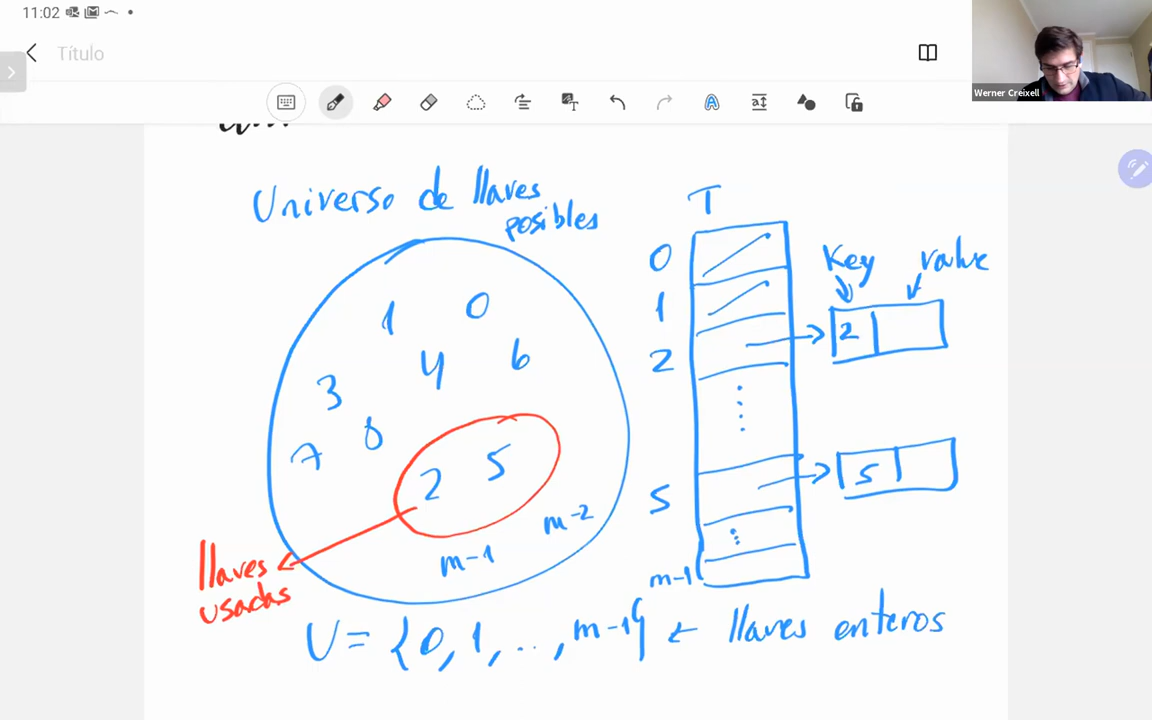 11:02
Título
Werner Creixell
Universo de llaves
posibles
T
Key
value
0
1
2
5
m-1
2
5
1
0
3
4
6
7
0
2
5
m-1
m-2
llaves
usadas
U = {0, 1, .., m-1} ← llaves enteros